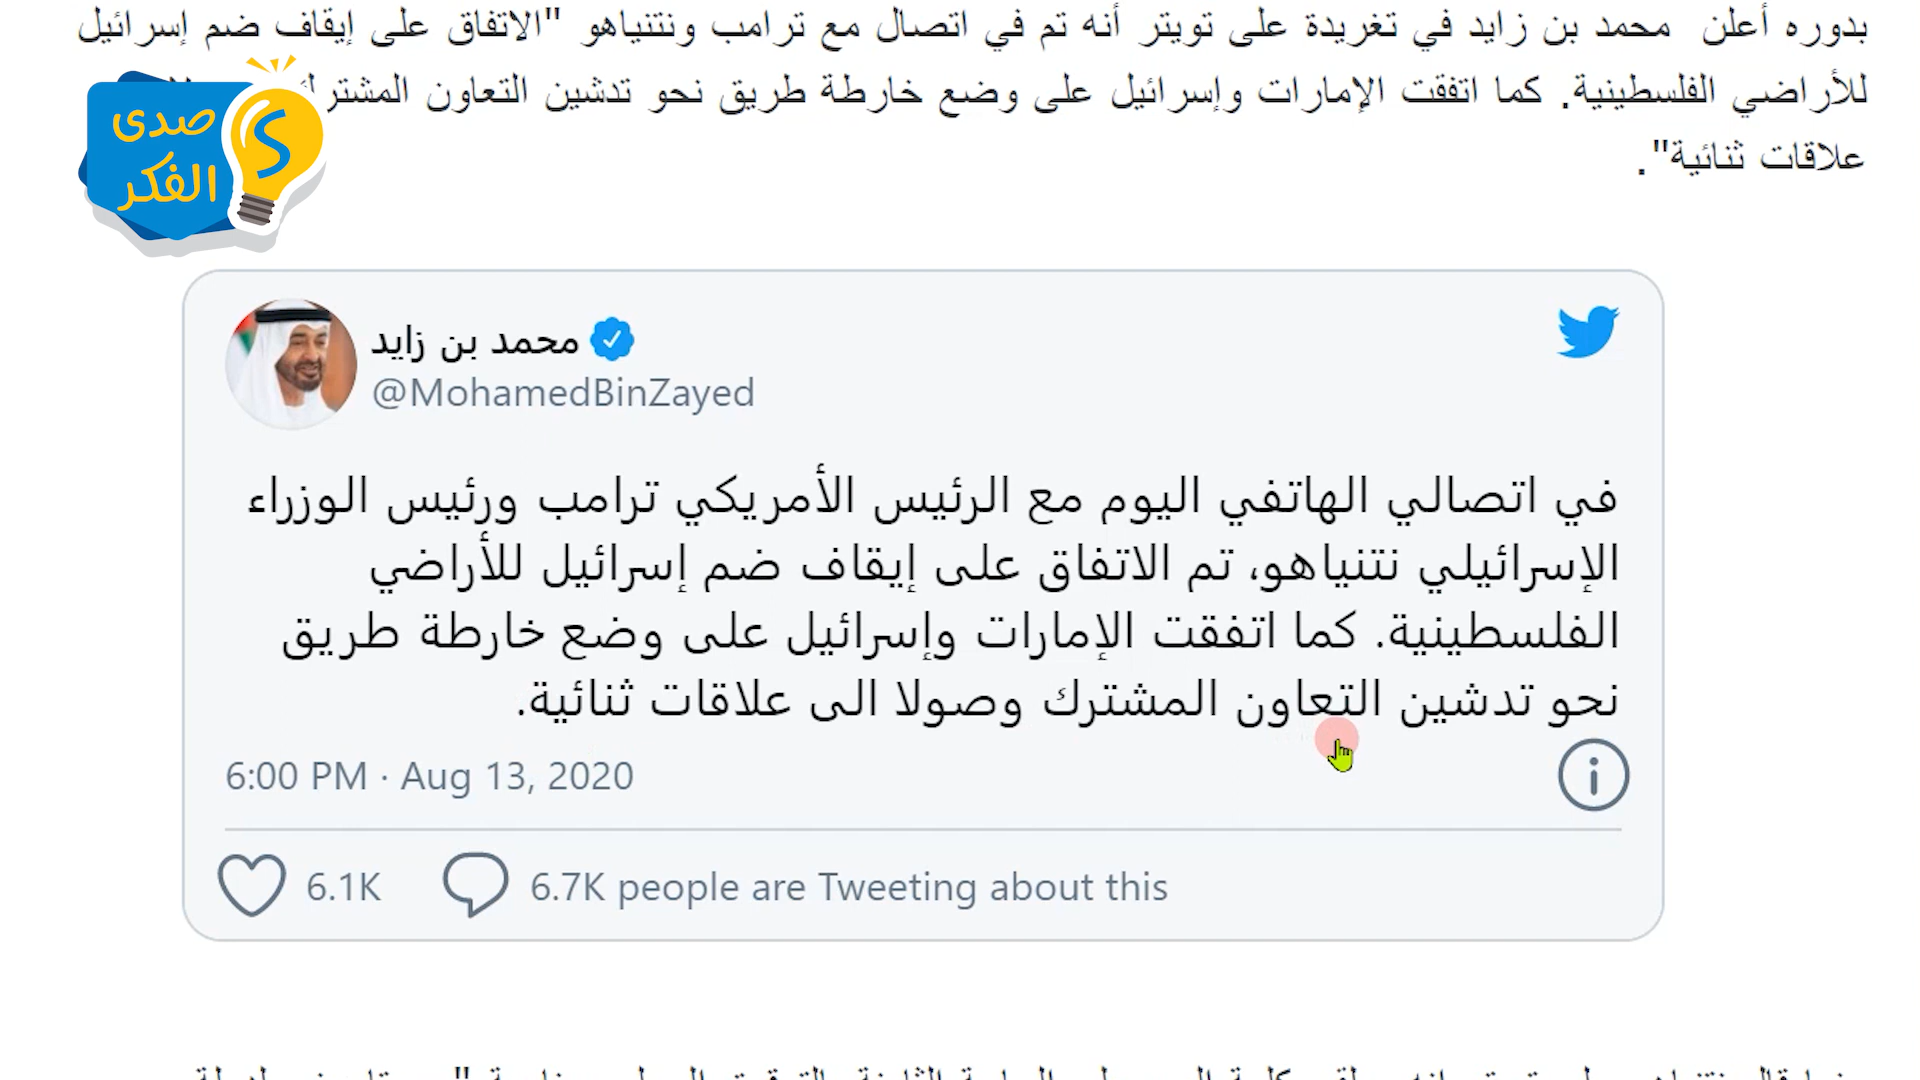 بدوره أعلن محمد بن زايد في تغريدة على تويتر أنه تم في اتصال مع ترامب ونتنياهو "الاتفاق على إيقاف ضم إسرائيل
للأراضي الفلسطينية. كما اتفقت الإمارات وإسرائيل على وضع خارطة طريق نحو تدشين التعاون
علاقات ثنائية".
صدى
الفكر
محمد بن زايد
@MohamedBinZayed
في اتصالي الهاتفي اليوم مع الرئيس الأمريكي ترامب ورئيس الوزراء
الإسرائيلي نتنياهو، تم الاتفاق على إيقاف ضم إسرائيل للأراضي
الفلسطينية. كما اتفقت الإمارات وإسرائيل على وضع خارطة طريق
نحو تدشين التعاون المشترك وصولا الى علاقات ثنائية.
6:00 PM · Aug 13, 2020
6.1K
6.7K people are Tweeting about this